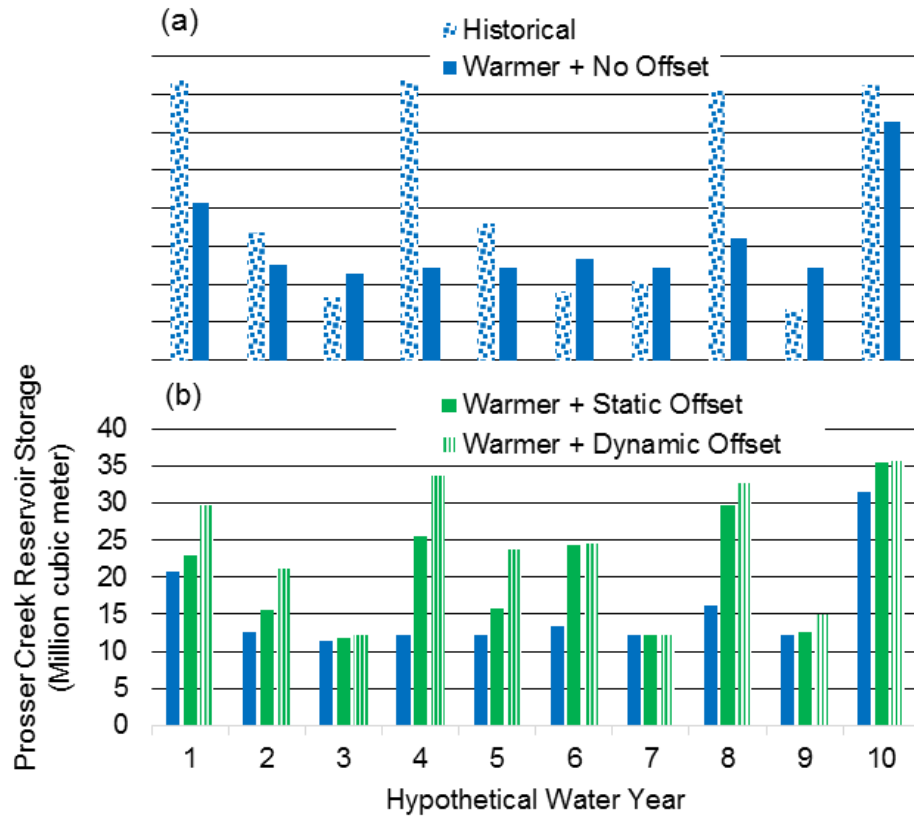 (a)
Historical
Warmer + No Offset
(b)
Warmer + Static Offset
Warmer + Dynamic Offset
Prosser Creek Reservoir Storage
(Million cubic meter)
40
35
30
25
20
15
10
5
0
1 2 3 4 5 6 7 8 9 10
Hypothetical Water Year